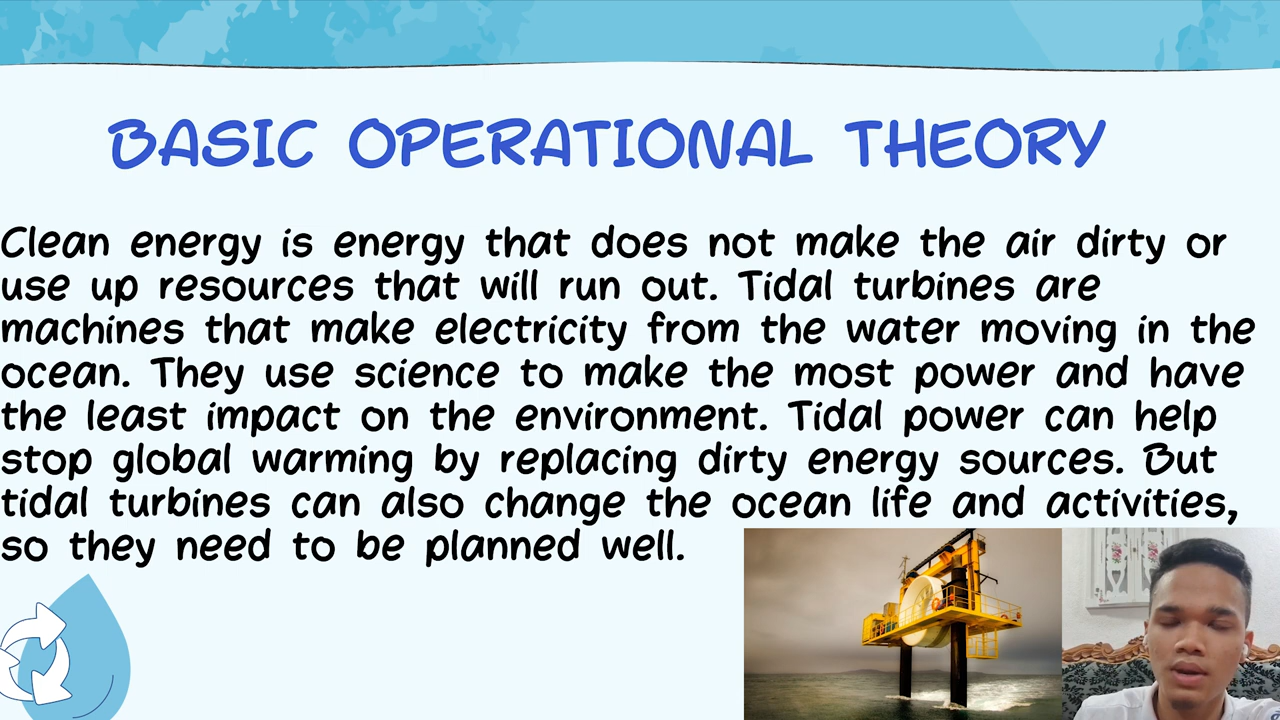 BASIC OPERATIONAL THEORY
Clean energy is energy that does not make the air dirty or
use up resources that will run out. Tidal turbines are
machines that make electricity from the water moving in the
ocean. They use science to make the most power and have
the least impact on the environment. Tidal power can help
stop global warming by replacing dirty energy sources. But
tidal turbines can also change the ocean life and activities,
so they need to be planned well.